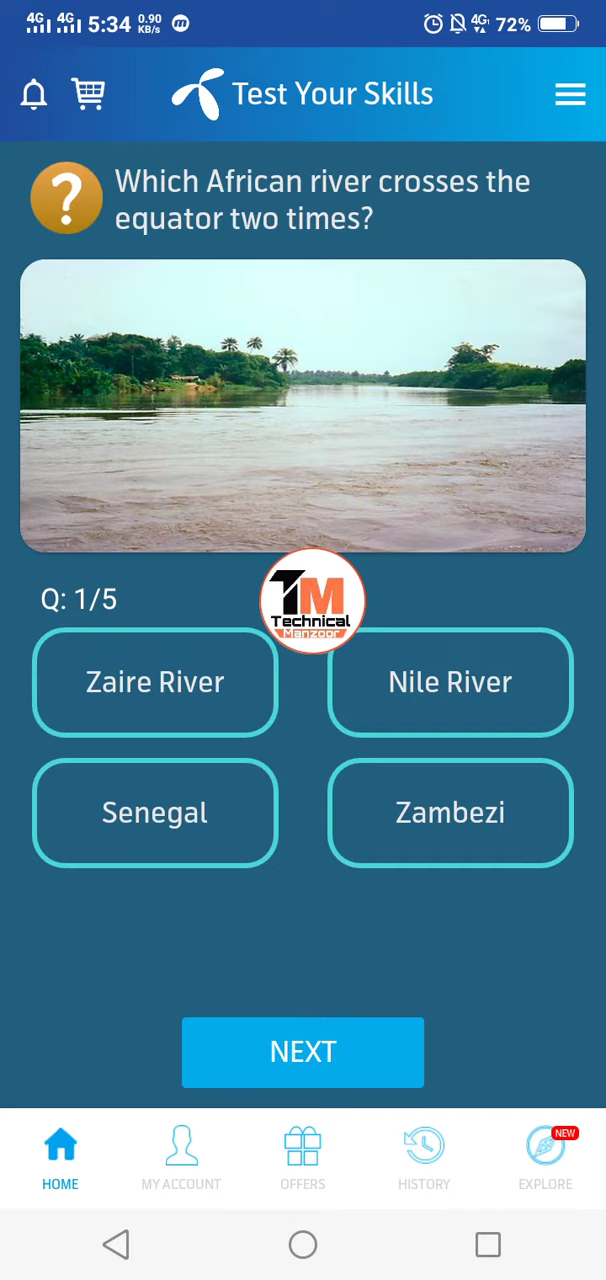 4G 4G 5:34 0.90 KB/s m 4G 72%
Test Your Skills
? Which African river crosses the
equator two times?
Q: 1/5
TM
Technical
Manzoor
Zaire River
Nile River
Senegal
Zambezi
NEXT
NEW
HOME
MY ACCOUNT
OFFERS
HISTORY
EXPLORE